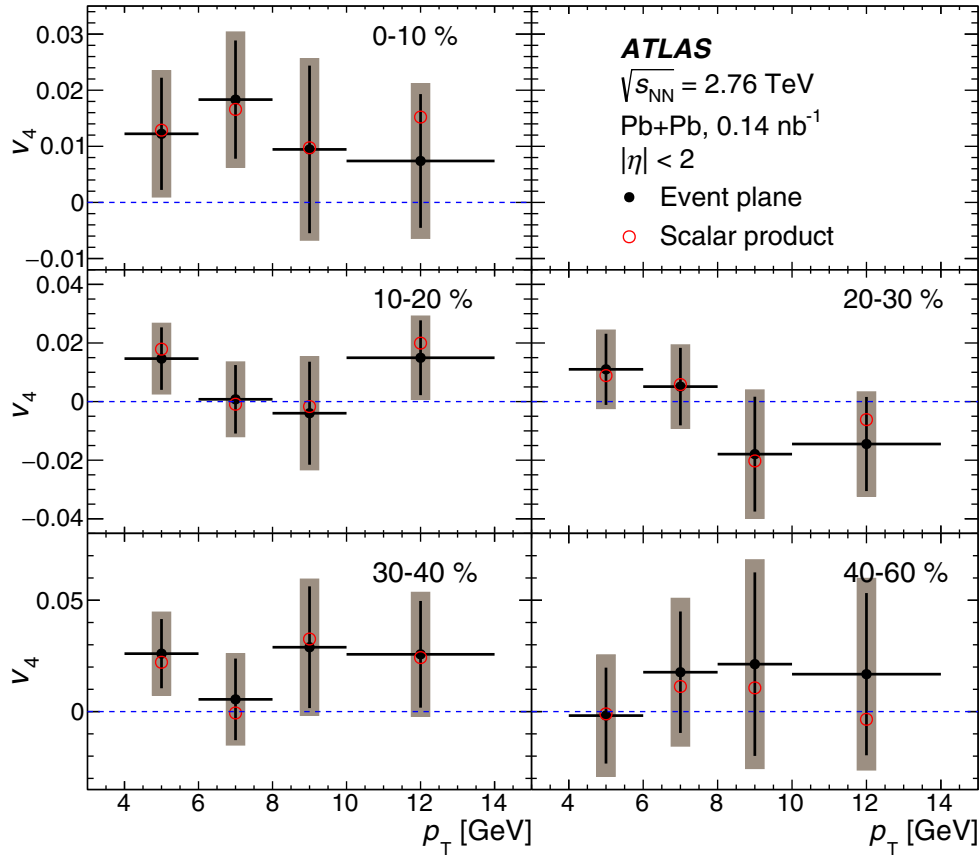 0-10 %
v₄
0.03
0.02
0.01
0
−0.01
ATLAS
√s_NN = 2.76 TeV
Pb+Pb, 0.14 nb⁻¹
|η| < 2
Event plane
Scalar product
10-20 %
v₄
0.04
0.02
0
−0.02
−0.04
20-30 %
30-40 %
v₄
0.05
0
40-60 %
4 6 8 10 12 14
p_T [GeV]
4 6 8 10 12 14
p_T [GeV]